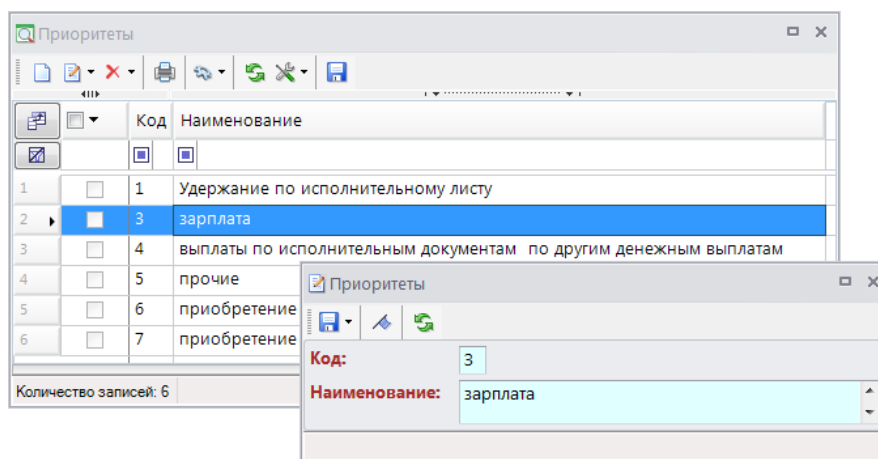 Приоритеты
Код Наименование
1 1 Удержание по исполнительному листу
2 3 зарплата
3 4 выплаты по исполнительным документам по другим денежным выплатам
4 5 прочие
5 6 приобретение
6 7 приобретение
Количество записей: 6
Приоритеты
Код: 3
Наименование: зарплата